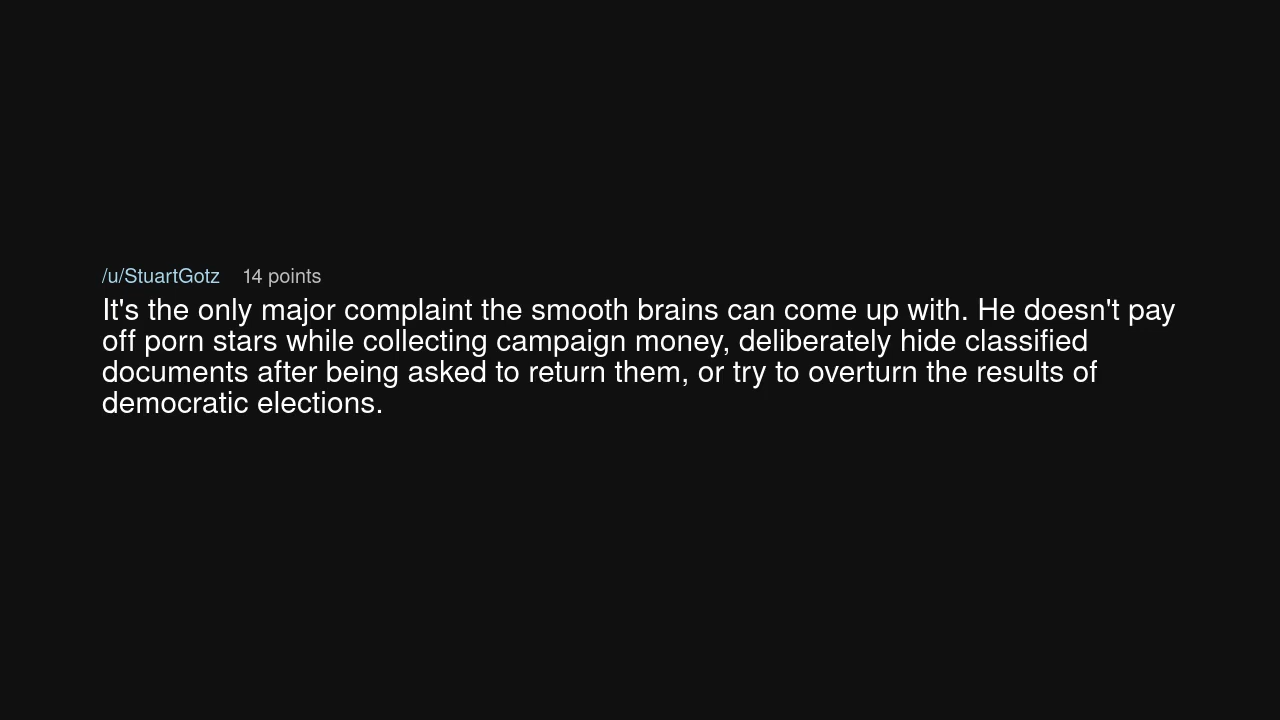 /u/StuartGotz 14 points
It's the only major complaint the smooth brains can come up with. He doesn't pay
off porn stars while collecting campaign money, deliberately hide classified
documents after being asked to return them, or try to overturn the results of
democratic elections.